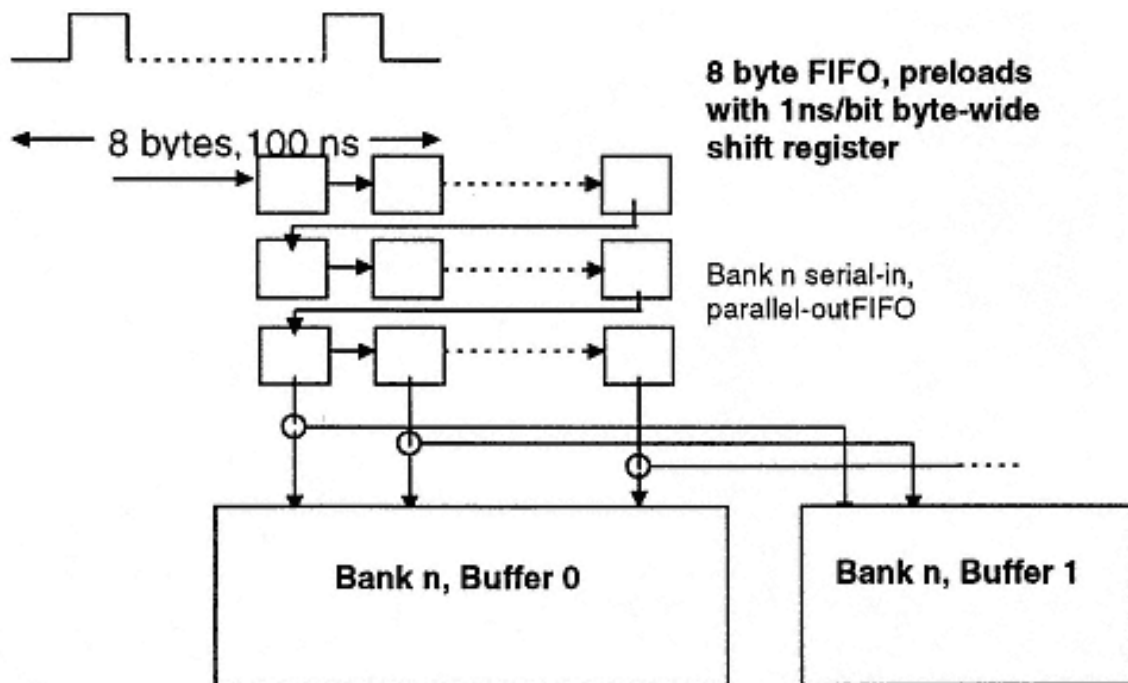 8 byte FIFO, preloads
with 1ns/bit byte-wide
shift register
8 bytes, 100 ns
Bank n serial-in,
parallel-outFIFO
Bank n, Buffer 0
Bank n, Buffer 1